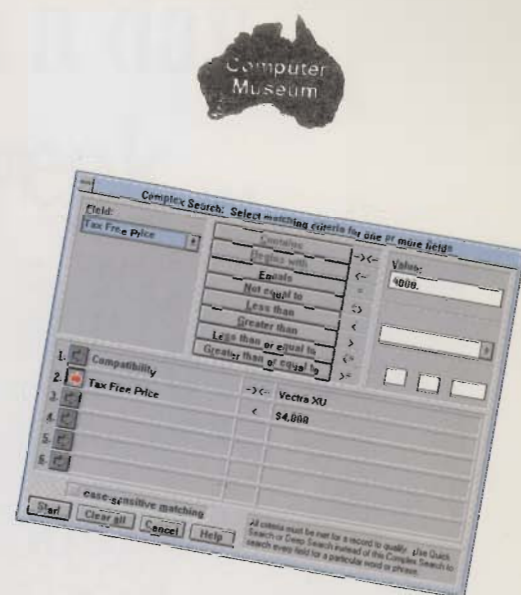 Computer
Museum
Complex Search: Select matching criteria for one or more fields
Field:
Tax Free Price
Contains -><-
Begins with <--
Equals =
Not equal to
Less than <
Greater than >
Less than or equal to <=
Greater than or equal to >=
Value:
4000.
1. Compatibility -><- Vectra XU
2. Tax Free Price < $4,000
3.
4.
5.
6.
case-sensitive matching
Start Clear all Cancel Help
All criteria must be met for a record to qualify. Use Quick
Search or Deep Search instead of the Complex Search to
search every field for a particular word or phrase.